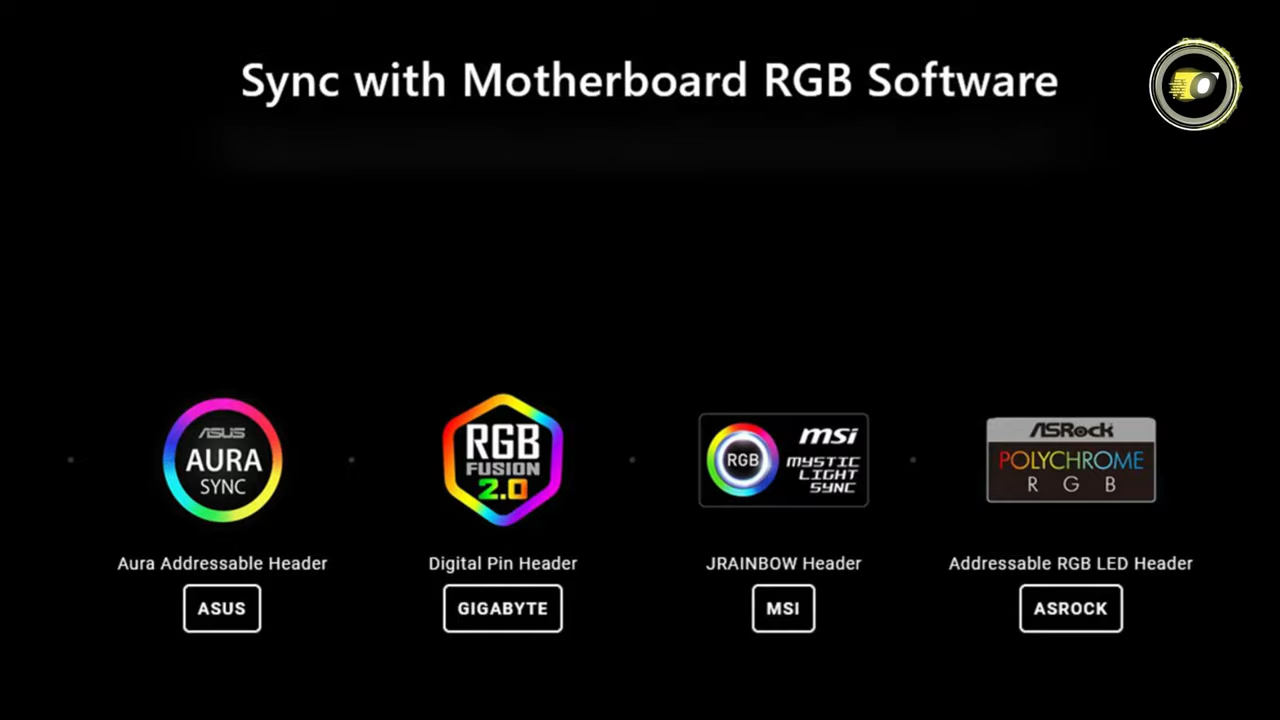 Sync with Motherboard RGB Software
ASUS
AURA
SYNC
RGB
FUSION
2.0
RGB
msi
MYSTIC
LIGHT
SYNC
ASRock
POLYCHROME
R G B
Aura Addressable Header
Digital Pin Header
JRAINBOW Header
Addressable RGB LED Header
ASUS
GIGABYTE
MSI
ASROCK